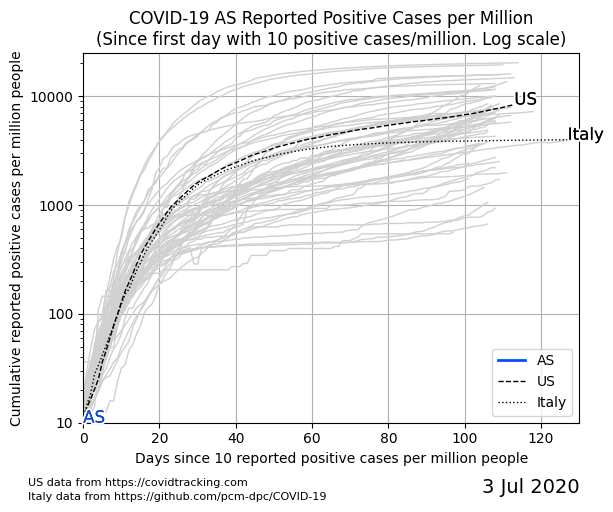 COVID-19 AS Reported Positive Cases per Million
(Since first day with 10 positive cases/million. Log scale)
Cumulative reported positive cases per million people
10000
1000
100
10
US
Italy
AS
AS
US
Italy
0
20
40
60
80
100
120
Days since 10 reported positive cases per million people
US data from https://covidtracking.com
Italy data from https://github.com/pcm-dpc/COVID-19
3 Jul 2020